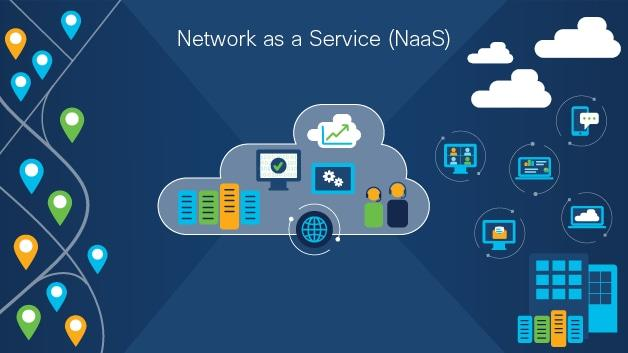 Network as a Service (NaaS)